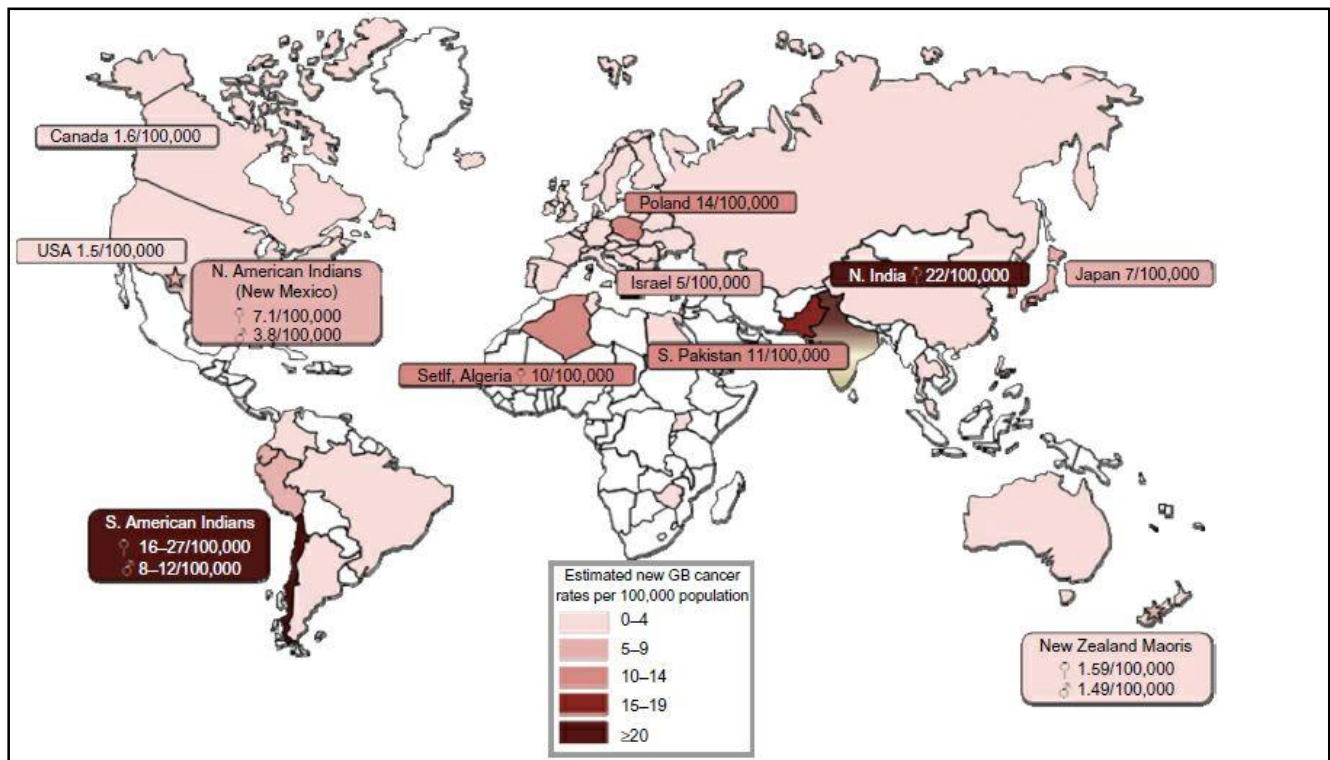 Canada 1.6/100,000
USA 1.5/100,000
N. American Indians
(New Mexico)
♀ 7.1/100,000
♂ 3.8/100,000
Poland 14/100,000
Israel 5/100,000
N. India ♀ 22/100,000
Japan 7/100,000
S. Pakistan 11/100,000
Setlf, Algeria ♀ 10/100,000
S. American Indians
♀ 16–27/100,000
♂ 8–12/100,000
Estimated new GB cancer
rates per 100,000 population
0–4
5–9
10–14
15–19
≥20
New Zealand Maoris
♀ 1.59/100,000
♂ 1.49/100,000